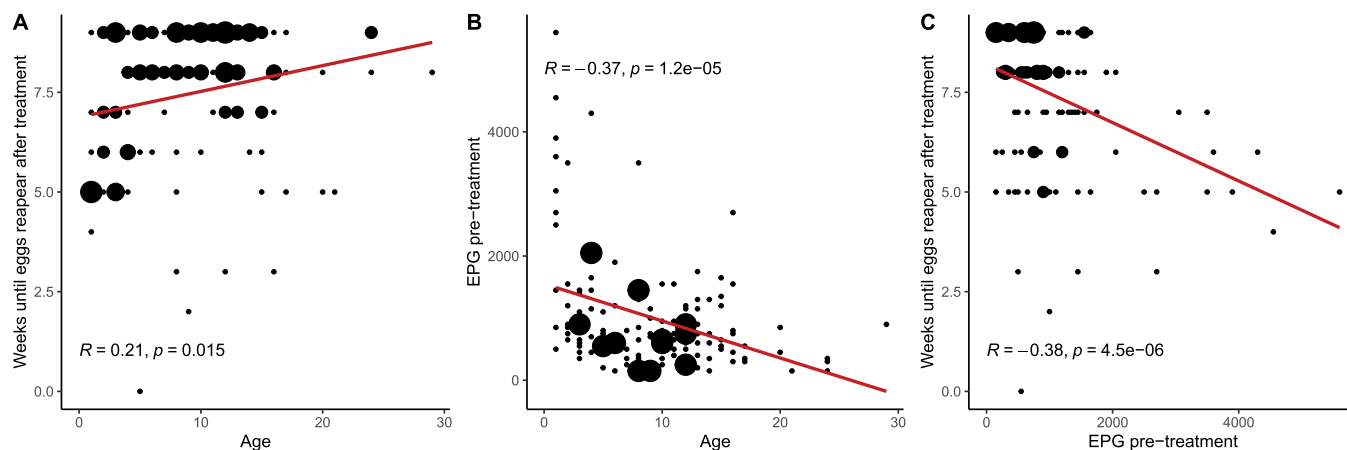 A
Weeks until eggs reapear after treatment
7.5
5.0
2.5
0.0
R = 0.21, p = 0.015
0
10
20
30
Age
B
EPG pre−treatment
4000
2000
0
R = −0.37, p = 1.2e−05
0
10
20
30
Age
C
Weeks until eggs reapear after treatment
7.5
5.0
2.5
0.0
R = −0.38, p = 4.5e−06
0
2000
4000
EPG pre−treatment